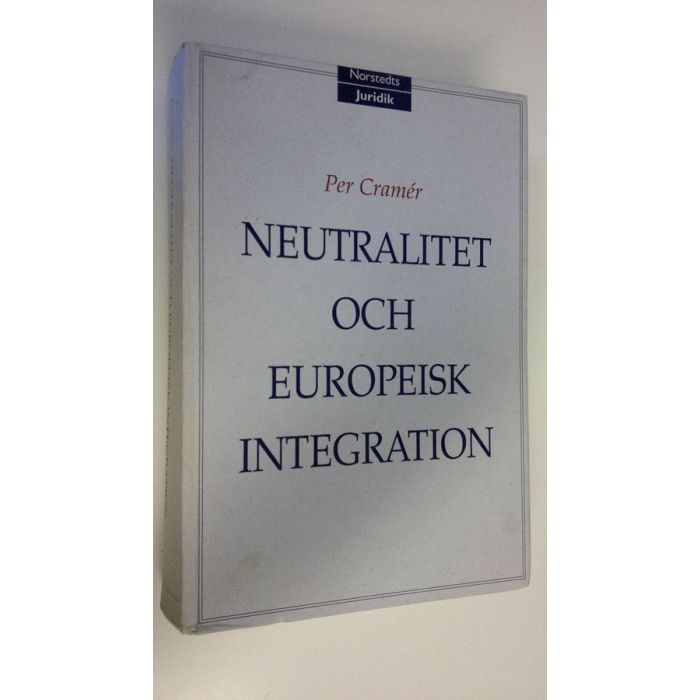 Norstedts
Juridik
Per Cramér
NEUTRALITET
OCH
EUROPEISK
INTEGRATION